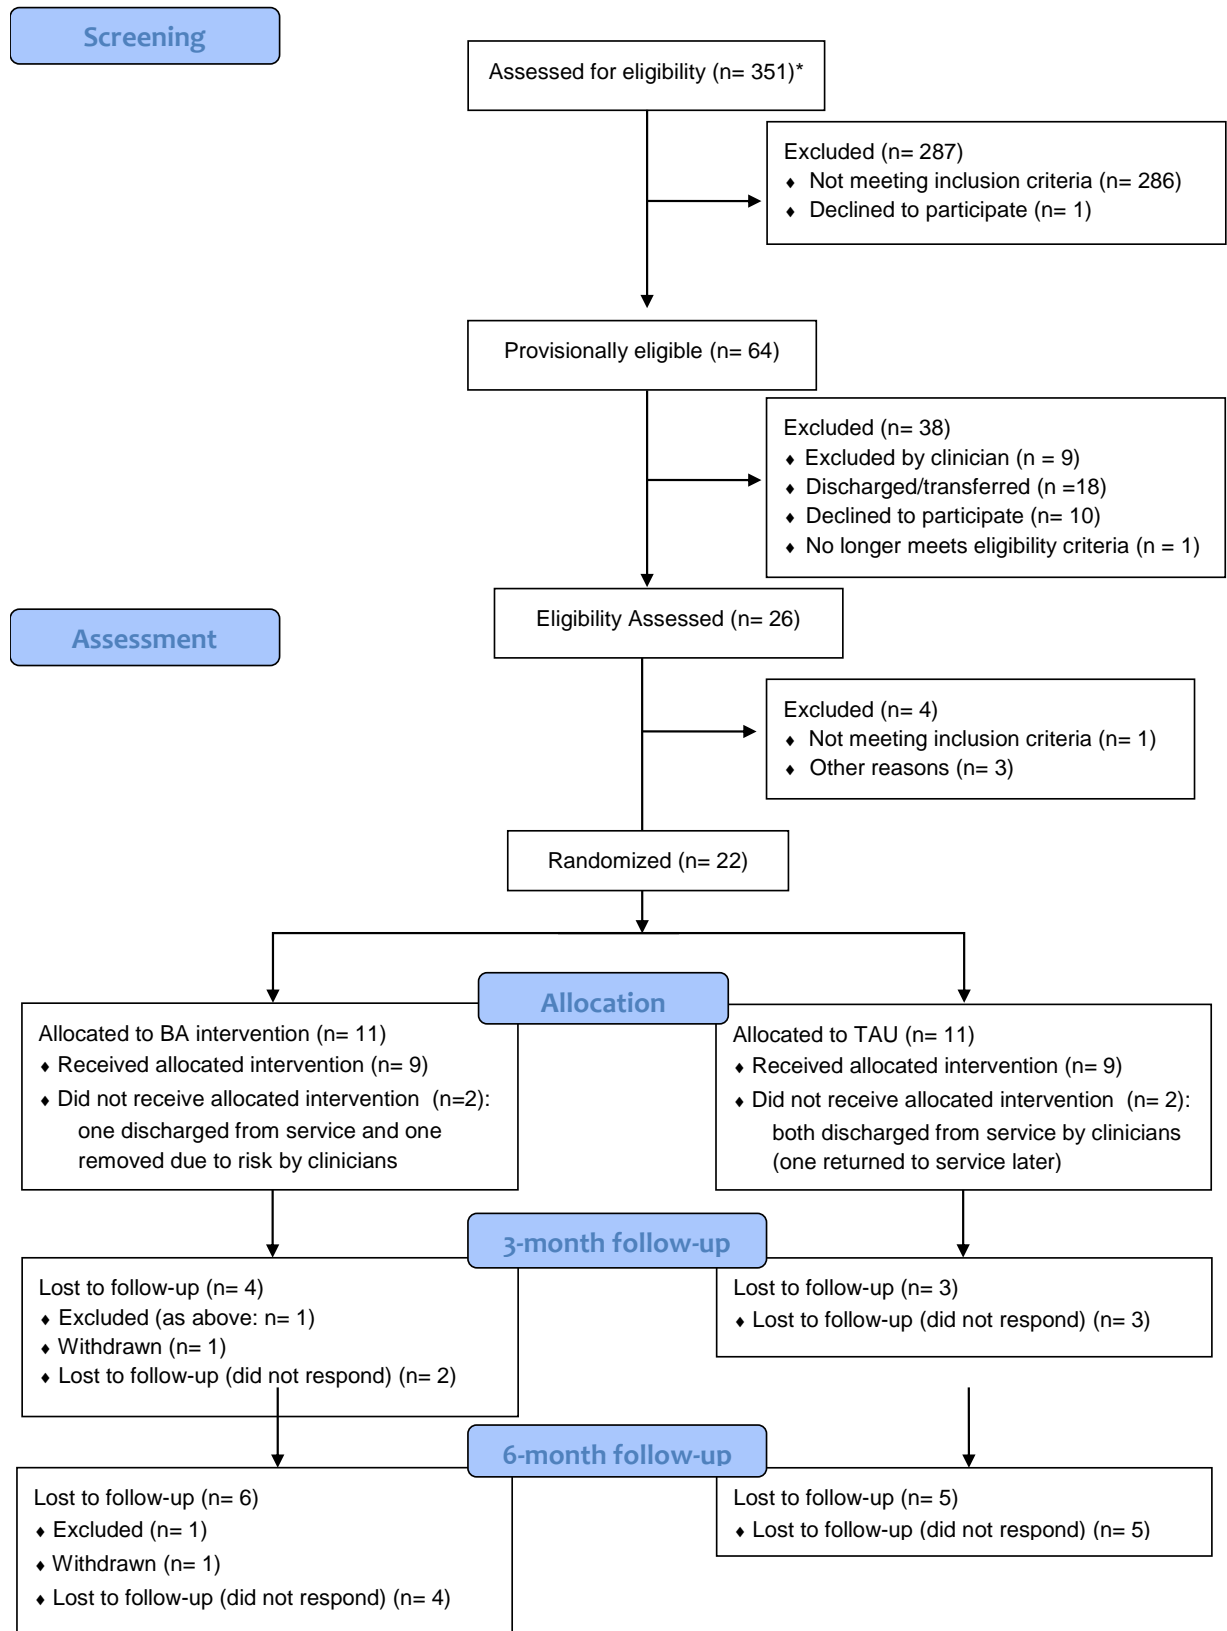 Screening
Assessed for eligibility (n= 351)*
Excluded (n= 287)
♦ Not meeting inclusion criteria (n= 286)
♦ Declined to participate (n= 1)
Provisionally eligible (n= 64)
Excluded (n= 38)
♦ Excluded by clinician (n = 9)
♦ Discharged/transferred (n =18)
♦ Declined to participate (n= 10)
♦ No longer meets eligibility criteria (n = 1)
Eligibility Assessed (n= 26)
Assessment
Excluded (n= 4)
♦ Not meeting inclusion criteria (n= 1)
♦ Other reasons (n= 3)
Randomized (n= 22)
Allocation
Allocated to BA intervention (n= 11)
♦ Received allocated intervention (n= 9)
♦ Did not receive allocated intervention (n=2):
one discharged from service and one
removed due to risk by clinicians
Allocated to TAU (n= 11)
♦ Received allocated intervention (n= 9)
♦ Did not receive allocated intervention (n= 2):
both discharged from service by clinicians
(one returned to service later)
3-month follow-up
Lost to follow-up (n= 4)
♦ Excluded (as above: n= 1)
♦ Withdrawn (n= 1)
♦ Lost to follow-up (did not respond) (n= 2)
Lost to follow-up (n= 3)
♦ Lost to follow-up (did not respond) (n= 3)
6-month follow-up
Lost to follow-up (n= 6)
♦ Excluded (n= 1)
♦ Withdrawn (n= 1)
♦ Lost to follow-up (did not respond) (n= 4)
Lost to follow-up (n= 5)
♦ Lost to follow-up (did not respond) (n= 5)